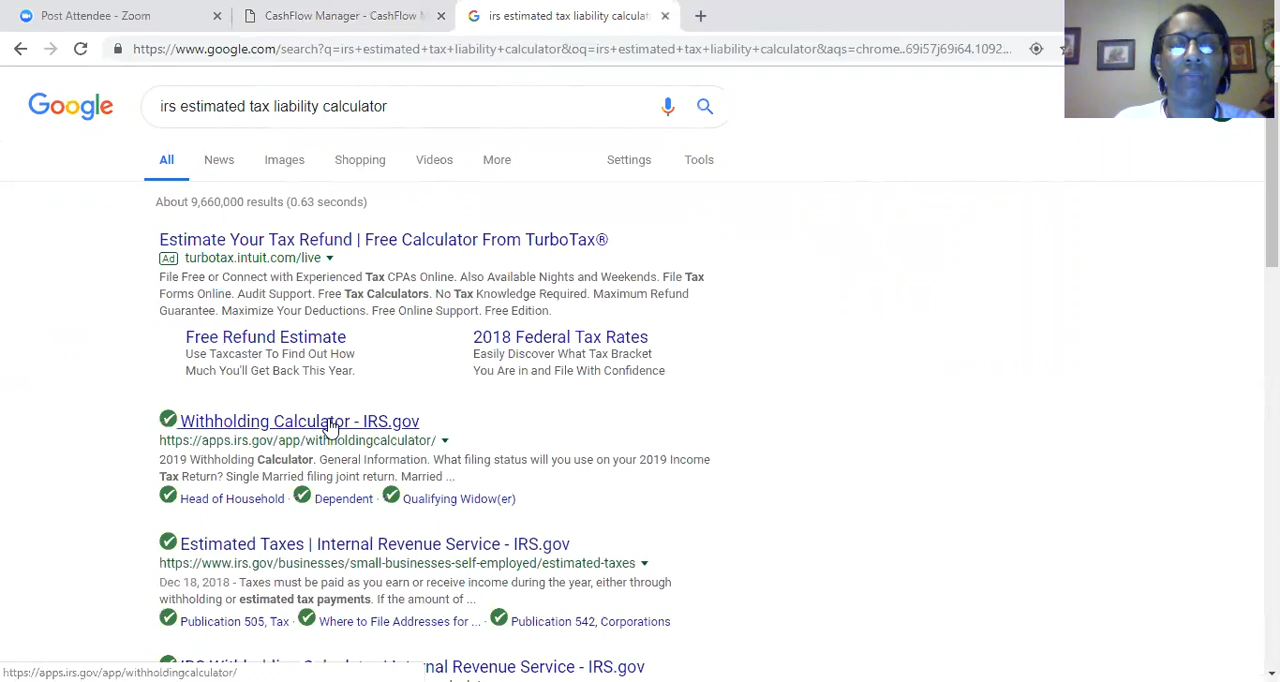 Post Attendee - Zoom
CashFlow Manager - CashFlow M
irs estimated tax liability calculat
https://www.google.com/search?q=irs+estimated+tax+liability+calculator&oq=irs+estimated+tax+liability+calculator&aqs=chrome..69i57j69i64.1092...
Google
irs estimated tax liability calculator
All News Images Shopping Videos More Settings Tools
About 9,660,000 results (0.63 seconds)
Estimate Your Tax Refund | Free Calculator From TurboTax®
Ad turbotax.intuit.com/live
File Free or Connect with Experienced Tax CPAs Online. Also Available Nights and Weekends. File Tax
Forms Online. Audit Support. Free Tax Calculators. No Tax Knowledge Required. Maximum Refund
Guarantee. Maximize Your Deductions. Free Online Support. Free Edition.
Free Refund Estimate
Use Taxcaster To Find Out How
Much You'll Get Back This Year.
2018 Federal Tax Rates
Easily Discover What Tax Bracket
You Are in and File With Confidence
Withholding Calculator - IRS.gov
https://apps.irs.gov/app/withholdingcalculator/
2019 Withholding Calculator. General Information. What filing status will you use on your 2019 Income
Tax Return? Single Married filing joint return. Married ...
Head of Household · Dependent · Qualifying Widow(er)
Estimated Taxes | Internal Revenue Service - IRS.gov
https://www.irs.gov/businesses/small-businesses-self-employed/estimated-taxes
Dec 18, 2018 - Taxes must be paid as you earn or receive income during the year, either through
withholding or estimated tax payments. If the amount of ...
Publication 505, Tax · Where to File Addresses for ... · Publication 542, Corporations
Internal Revenue Service - IRS.gov
https://apps.irs.gov/app/withholdingcalculator/